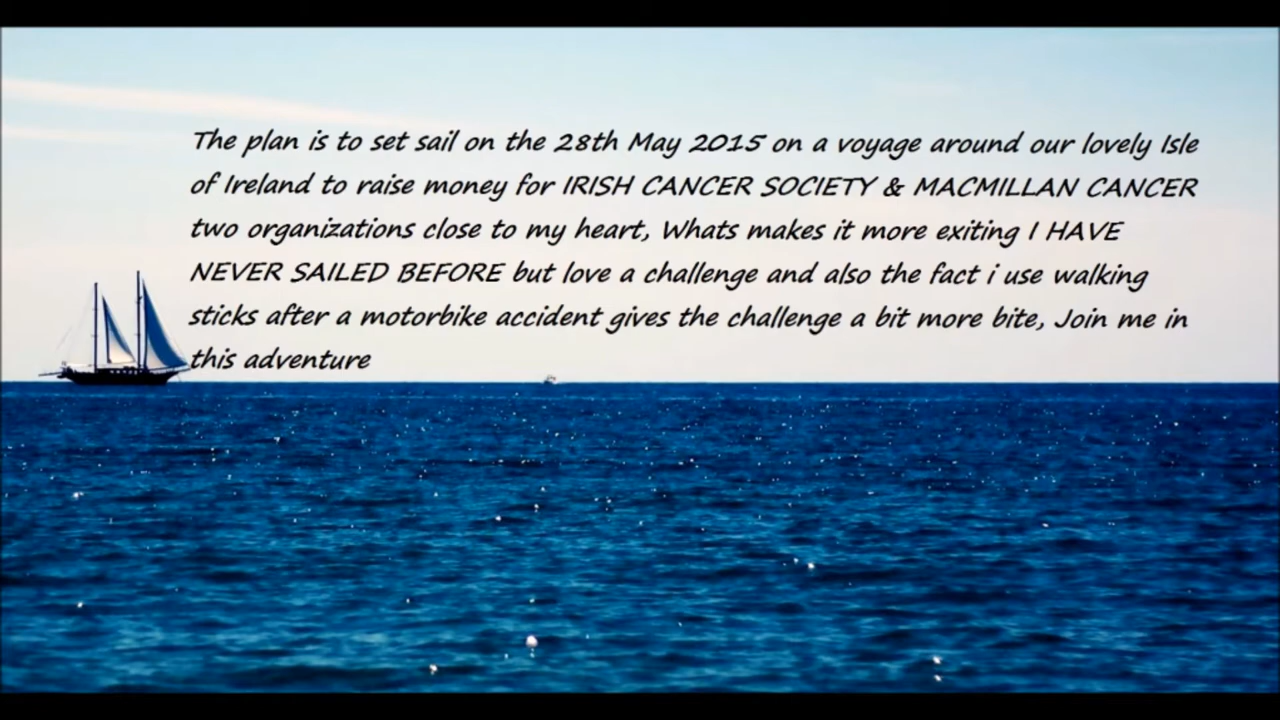 The plan is to set sail on the 28th May 2015 on a voyage around our lovely Isle
of Ireland to raise money for IRISH CANCER SOCIETY & MACMILLAN CANCER
two organizations close to my heart, Whats makes it more exiting I HAVE
NEVER SAILED BEFORE but love a challenge and also the fact i use walking
sticks after a motorbike accident gives the challenge a bit more bite, Join me in
this adventure